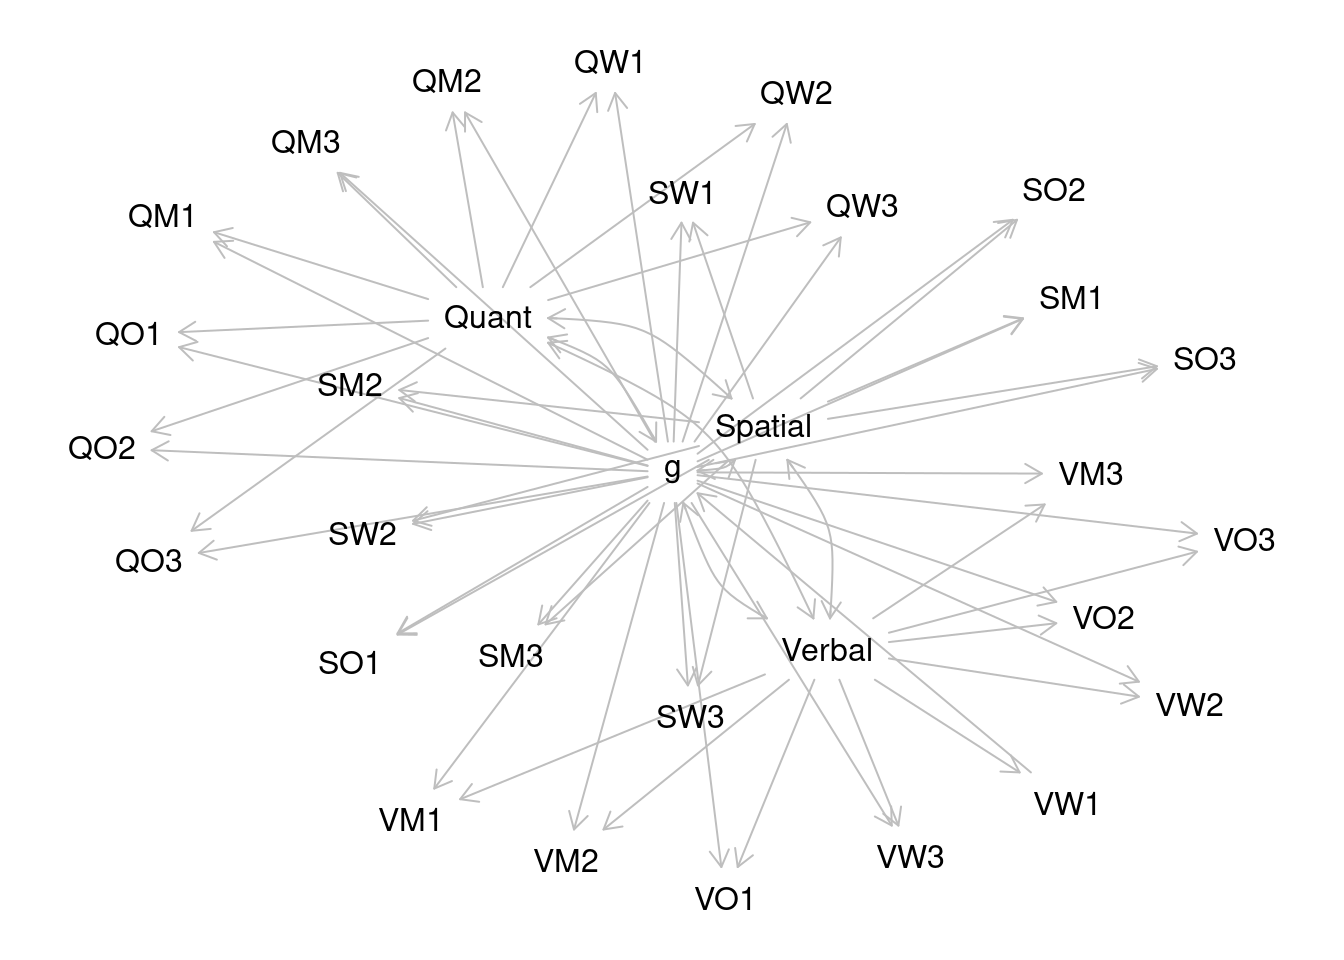 QW1
QM2
QW2
QM3
SW1
SO2
QW3
QM1
SM1
Quant
QO1
SO3
SM2
Spatial
QO2
g
VM3
SW2
VO3
QO3
VO2
Verbal
SM3
SO1
VW2
SW3
VW1
VM1
VW3
VM2
VO1